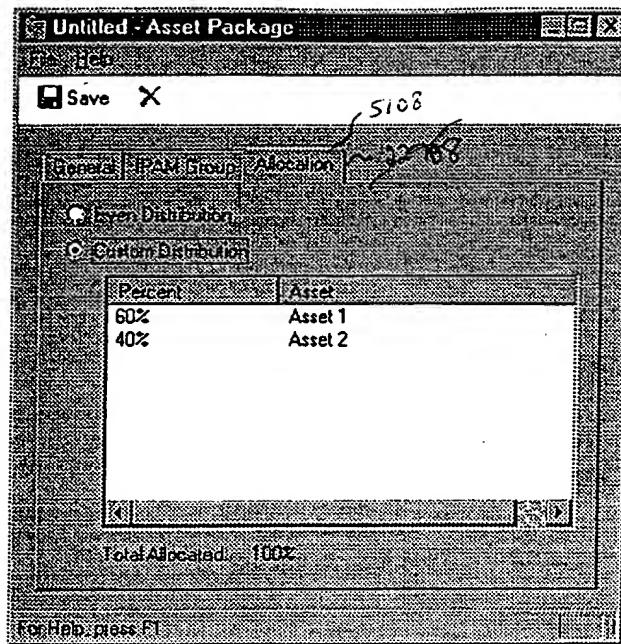 Untitled - Asset Package
File Help
Save
5108
General IPAM Group Allocation
Even Distribution
Custom Distribution
Percent Asset
60% Asset 1
40% Asset 2
Total Allocated: 100%
For Help, press F1